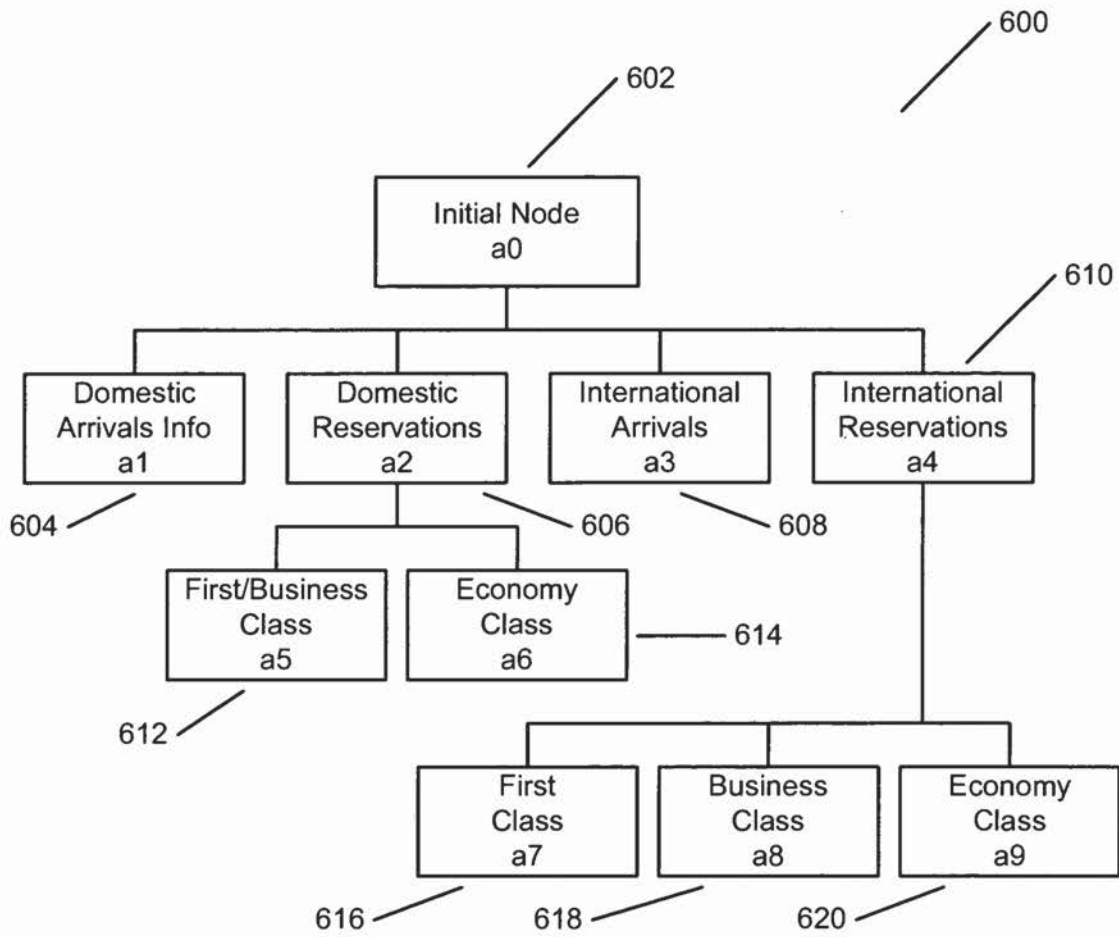 600
602
Initial Node
a0
610
Domestic
Arrivals Info
a1
Domestic
Reservations
a2
International
Arrivals
a3
International
Reservations
a4
604
606
608
First/Business
Class
a5
Economy
Class
a6
614
612
First
Class
a7
Business
Class
a8
Economy
Class
a9
616
618
620